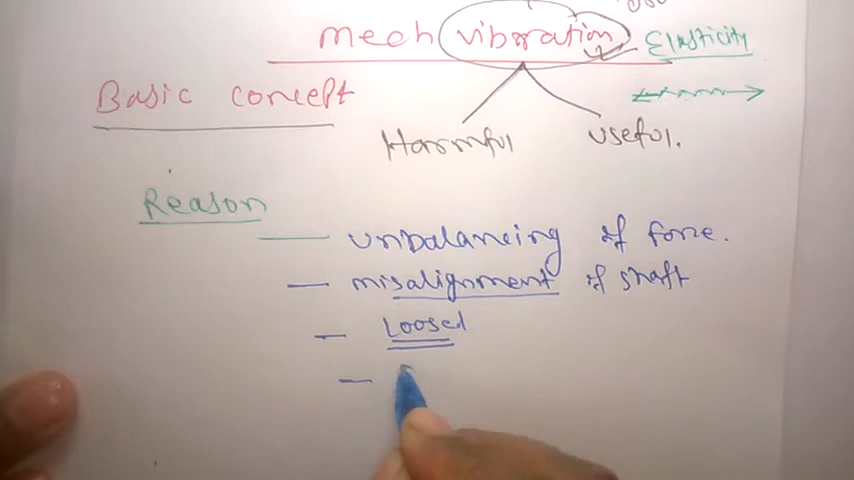 mech vibration Elasticity
Basic concept
Harmful useful.
Reason
— unbalancing of force.
— misalignment of shaft
— Loosed
—